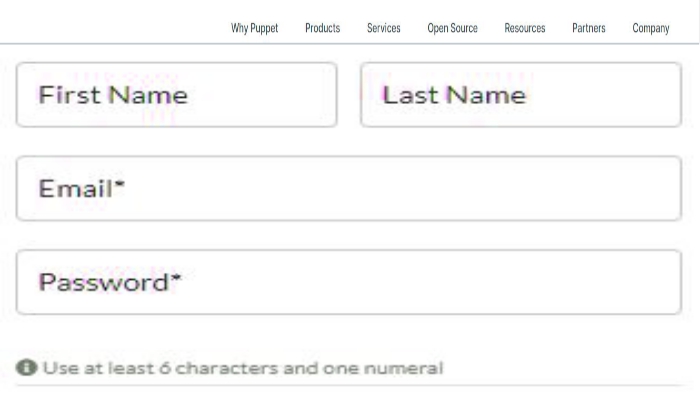 Why Puppet Products Services Open Source Resources Partners Company
First Name Last Name
Email*
Password*
Use at least 6 characters and one numeral